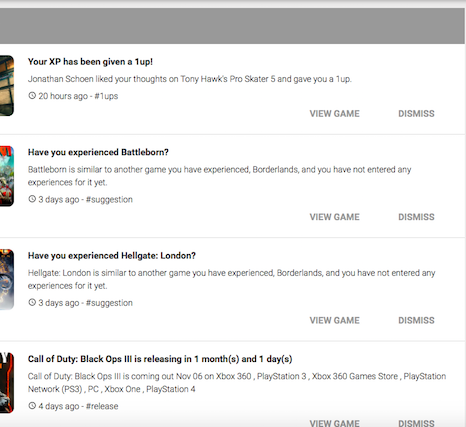 Your XP has been given a 1up!
Jonathan Schoen liked your thoughts on Tony Hawk's Pro Skater 5 and gave you a 1up.
20 hours ago - #1ups
VIEW GAME DISMISS
Have you experienced Battleborn?
Battleborn is similar to another game you have experienced, Borderlands, and you have not entered any
experiences for it yet.
3 days ago - #suggestion
VIEW GAME DISMISS
Have you experienced Hellgate: London?
Hellgate: London is similar to another game you have experienced, Borderlands, and you have not entered any
experiences for it yet.
3 days ago - #suggestion
VIEW GAME DISMISS
Call of Duty: Black Ops III is releasing in 1 month(s) and 1 day(s)
Call of Duty: Black Ops III is coming out Nov 06 on Xbox 360 , PlayStation 3 , Xbox 360 Games Store , PlayStation
Network (PS3) , PC , Xbox One , PlayStation 4
4 days ago - #release
VIEW GAME DISMISS